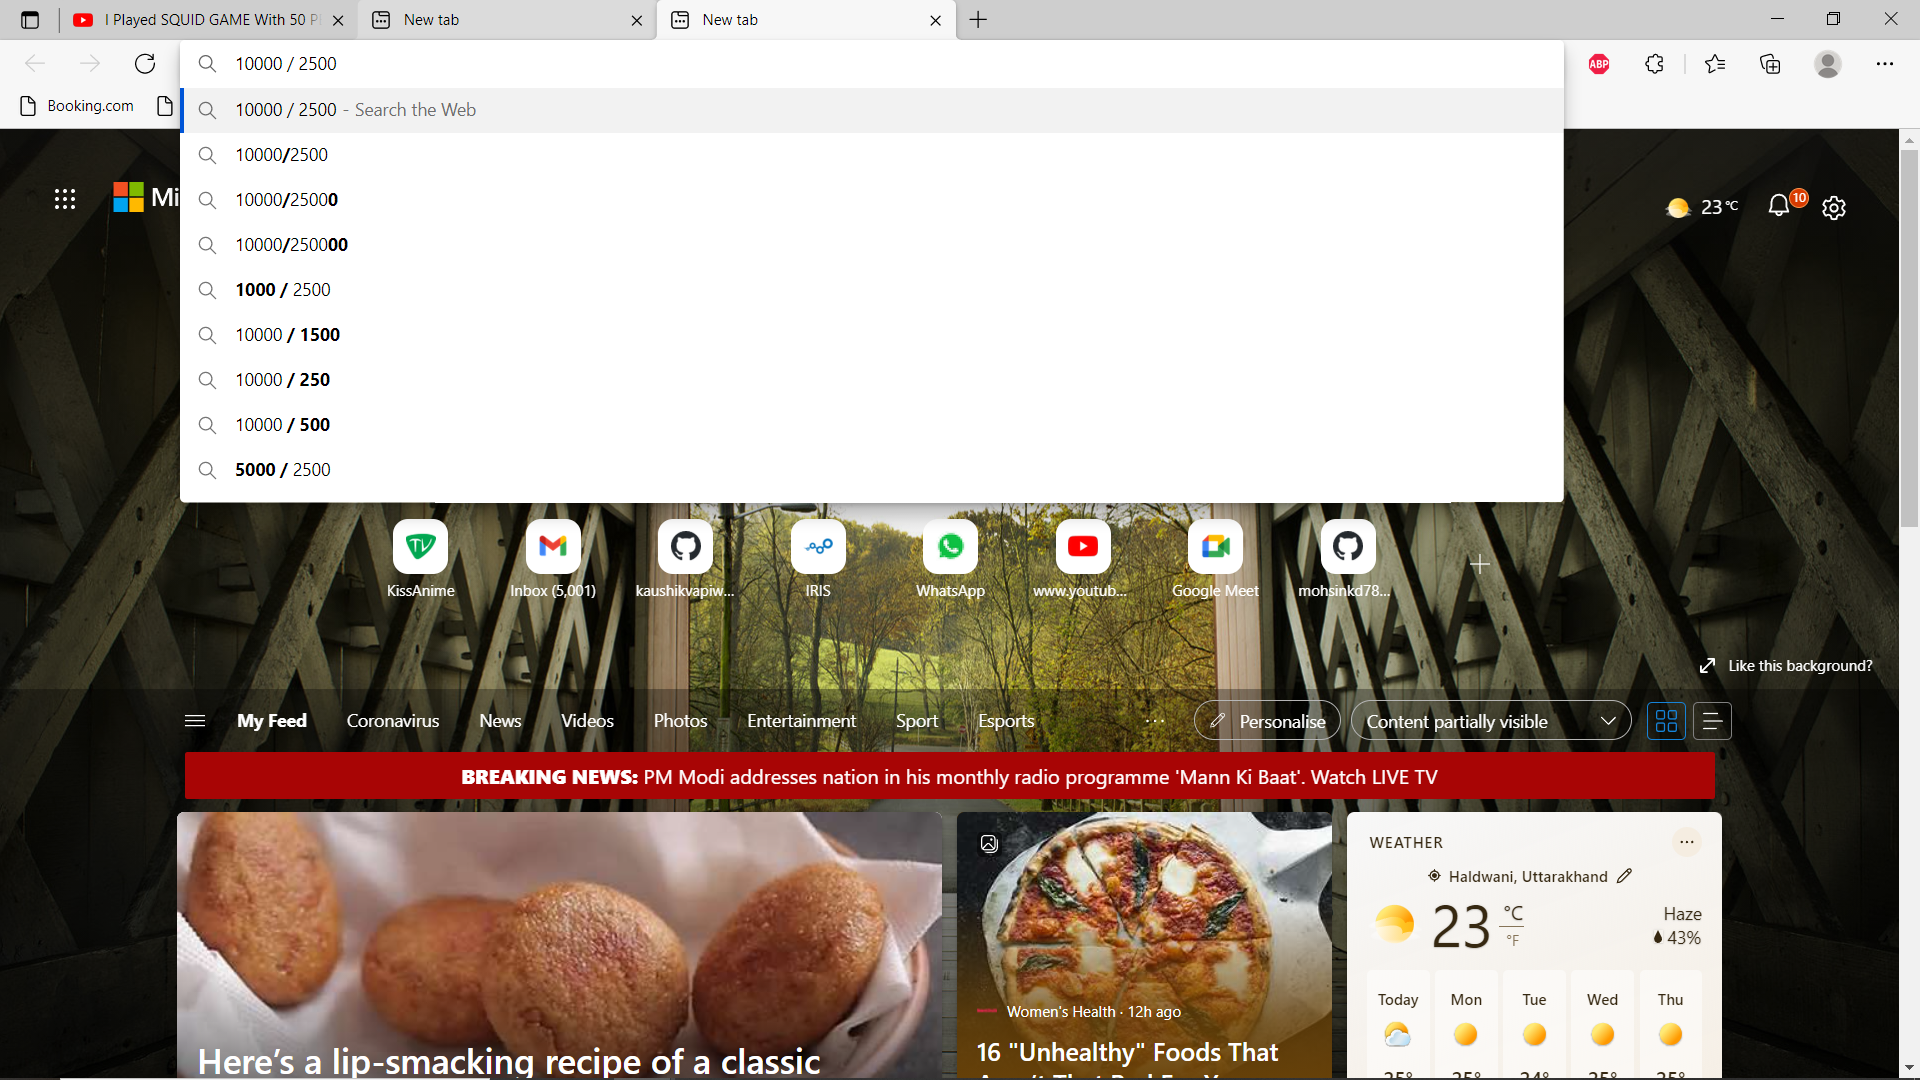 I Played SQUID GAME With 50 P
New tab
New tab
10000 / 2500
ABP
Booking.com
10000 / 2500 - Search the Web
10000/2500
10000/25000
10000/250000
1000 / 2500
10000 / 1500
10000 / 250
10000 / 500
5000 / 2500
Mi
23 °C
10
KissAnime
Inbox (5,001)
kaushikvapiw...
IRIS
WhatsApp
www.youtub...
Google Meet
mohsinkd78...
Like this background?
My Feed
Coronavirus
News
Videos
Photos
Entertainment
Sport
Esports
...
Personalise
Content partially visible
BREAKING NEWS: PM Modi addresses nation in his monthly radio programme 'Mann Ki Baat'. Watch LIVE TV
Here's a lip-smacking recipe of a classic
Women's Health · 12h ago
16 "Unhealthy" Foods That
WEATHER
Haldwani, Uttarakhand
23 °C
°F
Haze
43%
Today
Mon
Tue
Wed
Thu